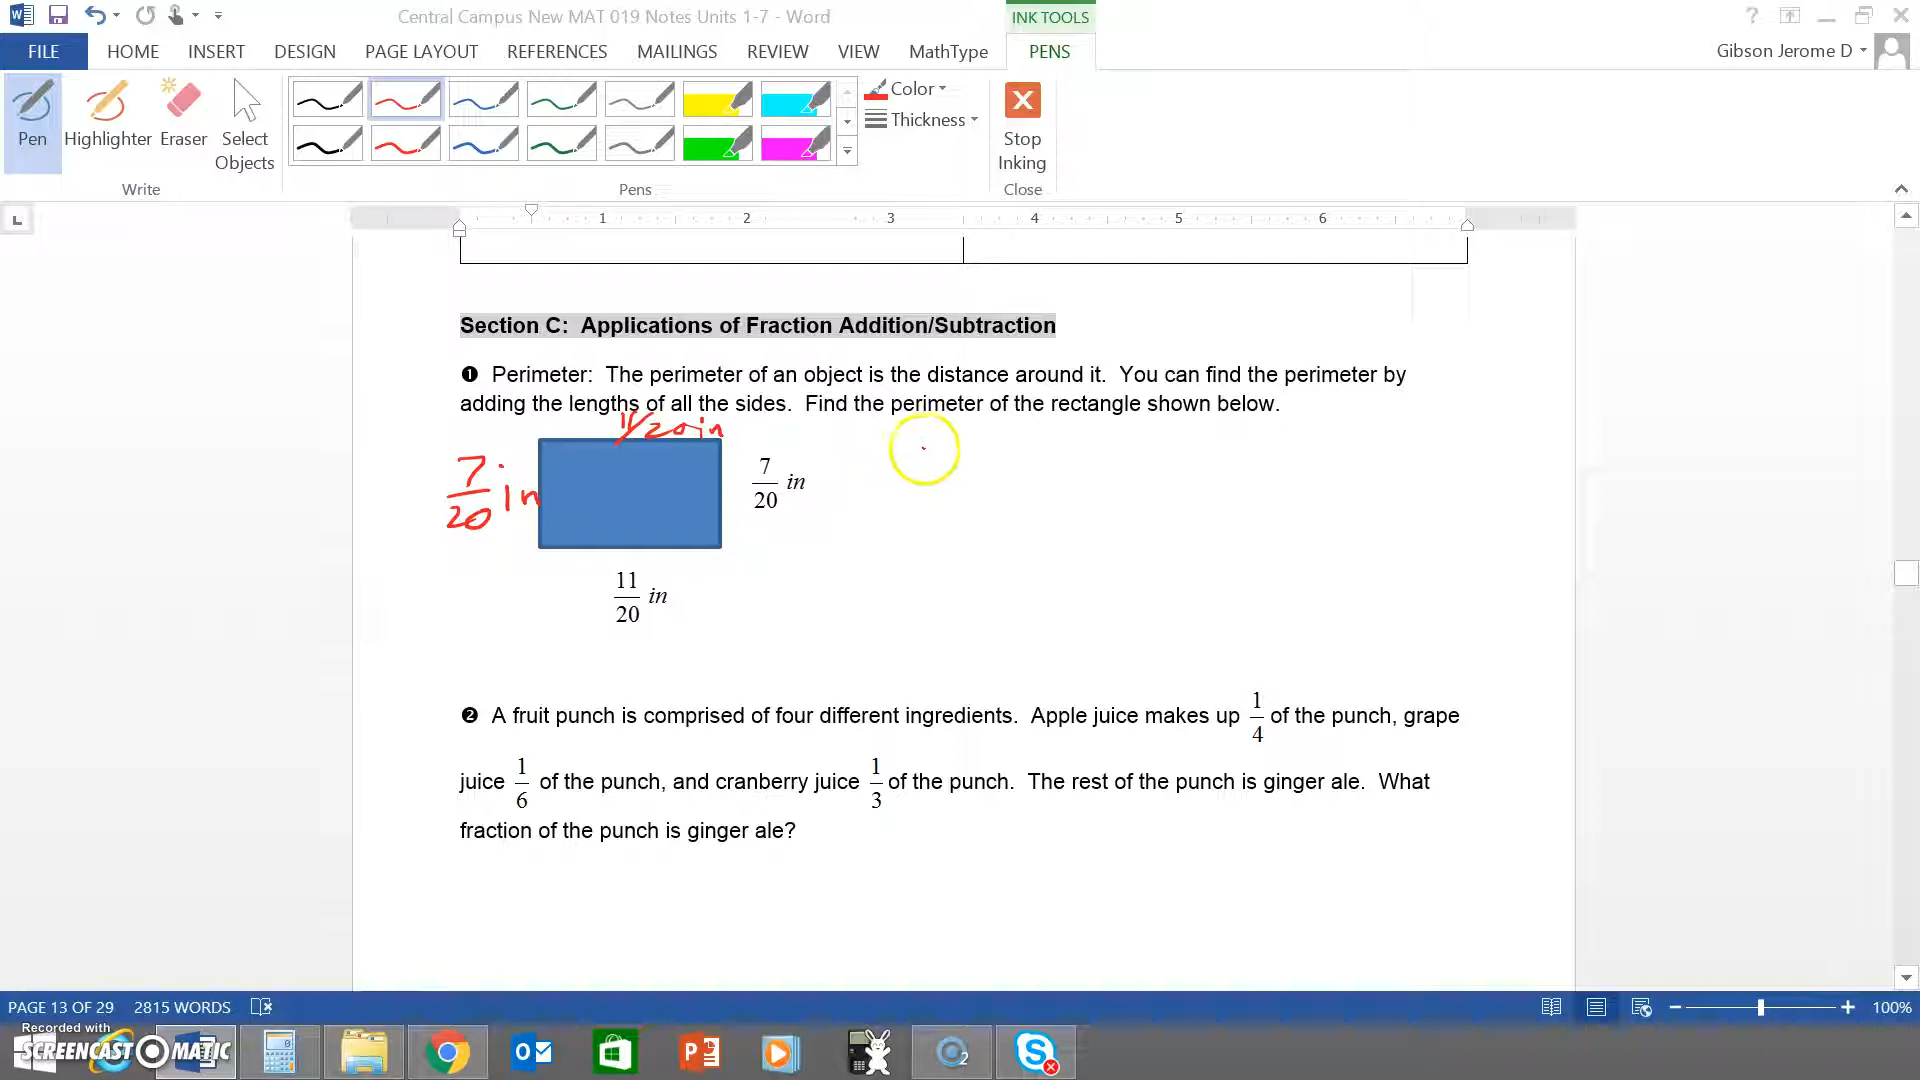 Central Campus New MAT 019 Notes Units 1-7 - Word
INK TOOLS
FILE HOME INSERT DESIGN PAGE LAYOUT REFERENCES MAILINGS REVIEW VIEW MathType PENS
Gibson Jerome D
Pen Highlighter Eraser Select Objects
Color
Thickness
Stop Inking
Write Pens Close
1 2 3 4 5 6
Section C: Applications of Fraction Addition/Subtraction
❶ Perimeter: The perimeter of an object is the distance around it. You can find the perimeter by
adding the lengths of all the sides. Find the perimeter of the rectangle shown below.
11/20 in
7/20 in
7/20 in
11/20 in
❷ A fruit punch is comprised of four different ingredients. Apple juice makes up 1/4 of the punch, grape
juice 1/6 of the punch, and cranberry juice 1/3 of the punch. The rest of the punch is ginger ale. What
fraction of the punch is ginger ale?
PAGE 13 OF 29 2815 WORDS
100%
Recorded with
SCREENCAST MATIC